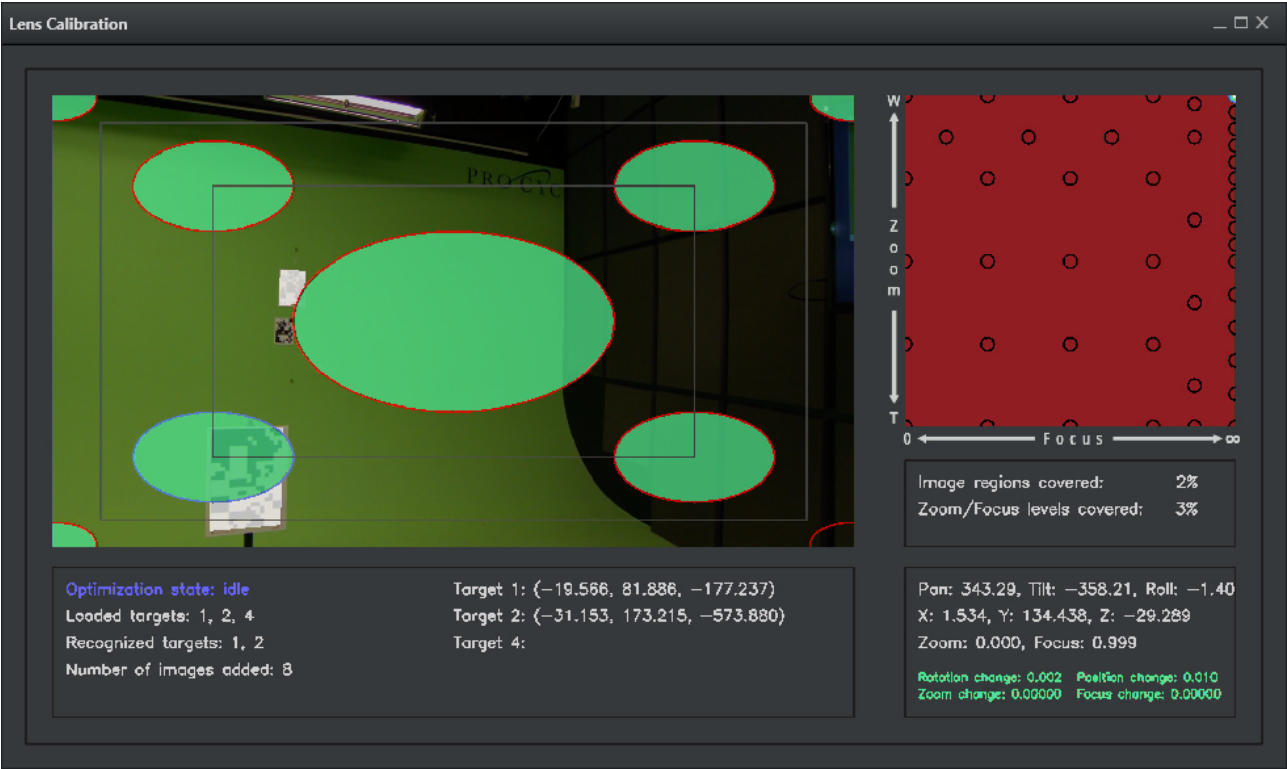 Lens Calibration
PRO CYC
W
Zoom
T
0 Focus ∞
Image regions covered: 2%
Zoom/Focus levels covered: 3%
Optimization state: idle
Loaded targets: 1, 2, 4
Recognized targets: 1, 2
Number of images added: 8
Target 1: (-19.566, 81.886, -177.237)
Target 2: (-31.153, 173.215, -573.880)
Target 4:
Pan: 343.29, Tilt: -358.21, Roll: -1.40
X: 1.534, Y: 134.438, Z: -29.289
Zoom: 0.000, Focus: 0.999
Rotation change: 0.002 Position change: 0.010
Zoom change: 0.00000 Focus change: 0.00000